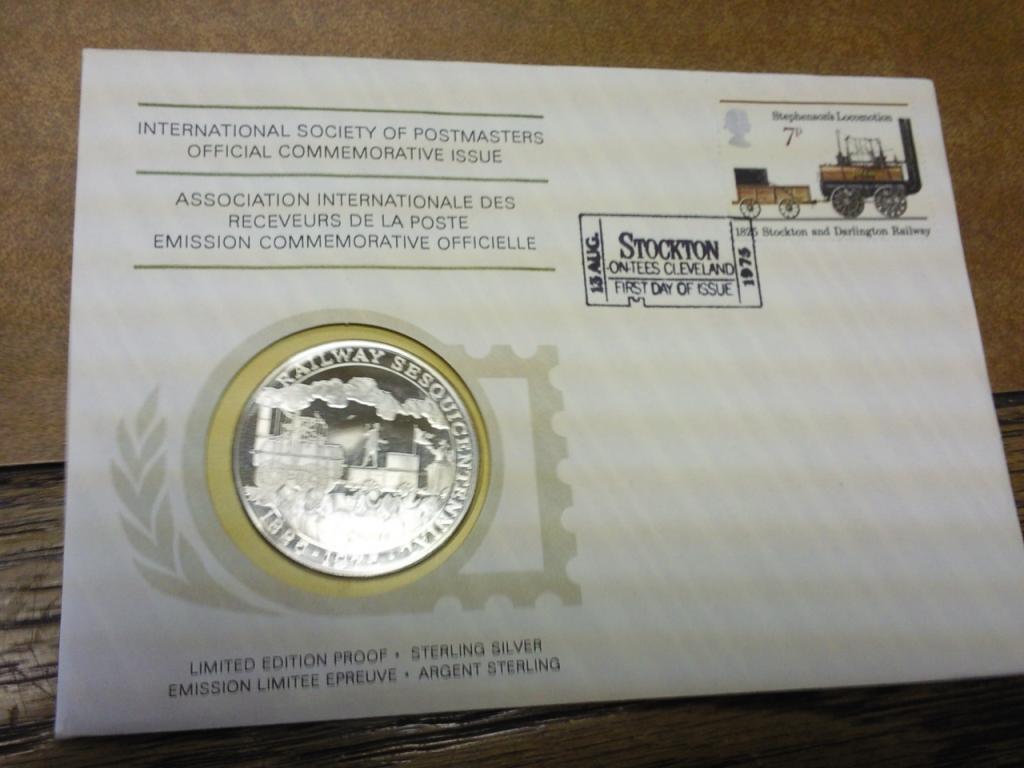 INTERNATIONAL SOCIETY OF POSTMASTERS
OFFICIAL COMMEMORATIVE ISSUE
ASSOCIATION INTERNATIONALE DES
RECEVEURS DE LA POSTE
EMISSION COMMEMORATIVE OFFICIELLE
Stephenson's Locomotion
7P
1825 Stockton and Darlington Railway
13 AUG.
STOCKTON
ON-TEES CLEVELAND
FIRST DAY OF ISSUE
1975
RAILWAY SESQUICENTENNIAL
LIMITED EDITION PROOF • STERLING SILVER
EMISSION LIMITEE EPREUVE • ARGENT STERLING